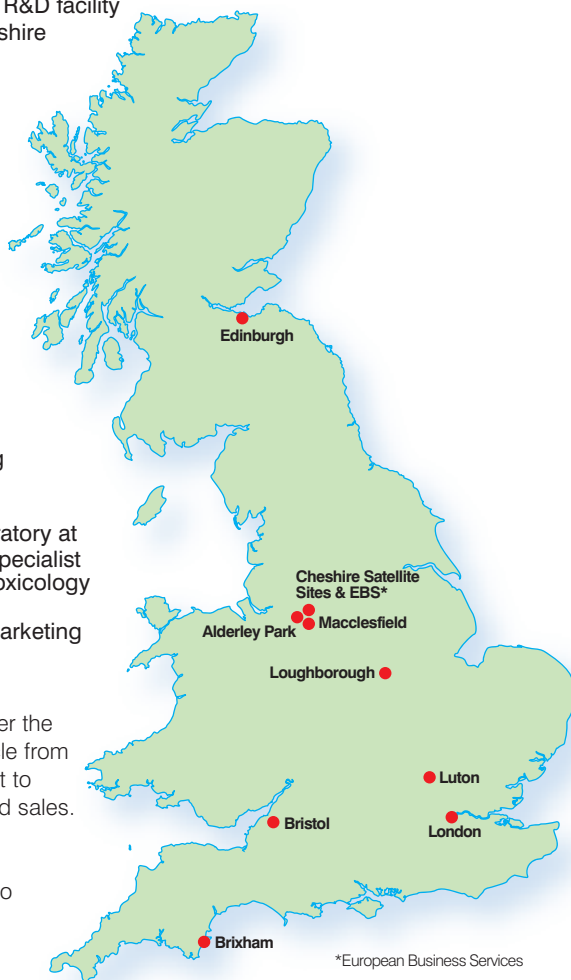 R&D facility
shire
Edinburgh
g
ratory at
pecialist
oxicology
arketing
Cheshire Satellite
Sites & EBS*
Alderley Park
Macclesfield
Loughborough
er the
le from
t to
d sales.
Luton
Bristol
London
o
Brixham
*European Business Services